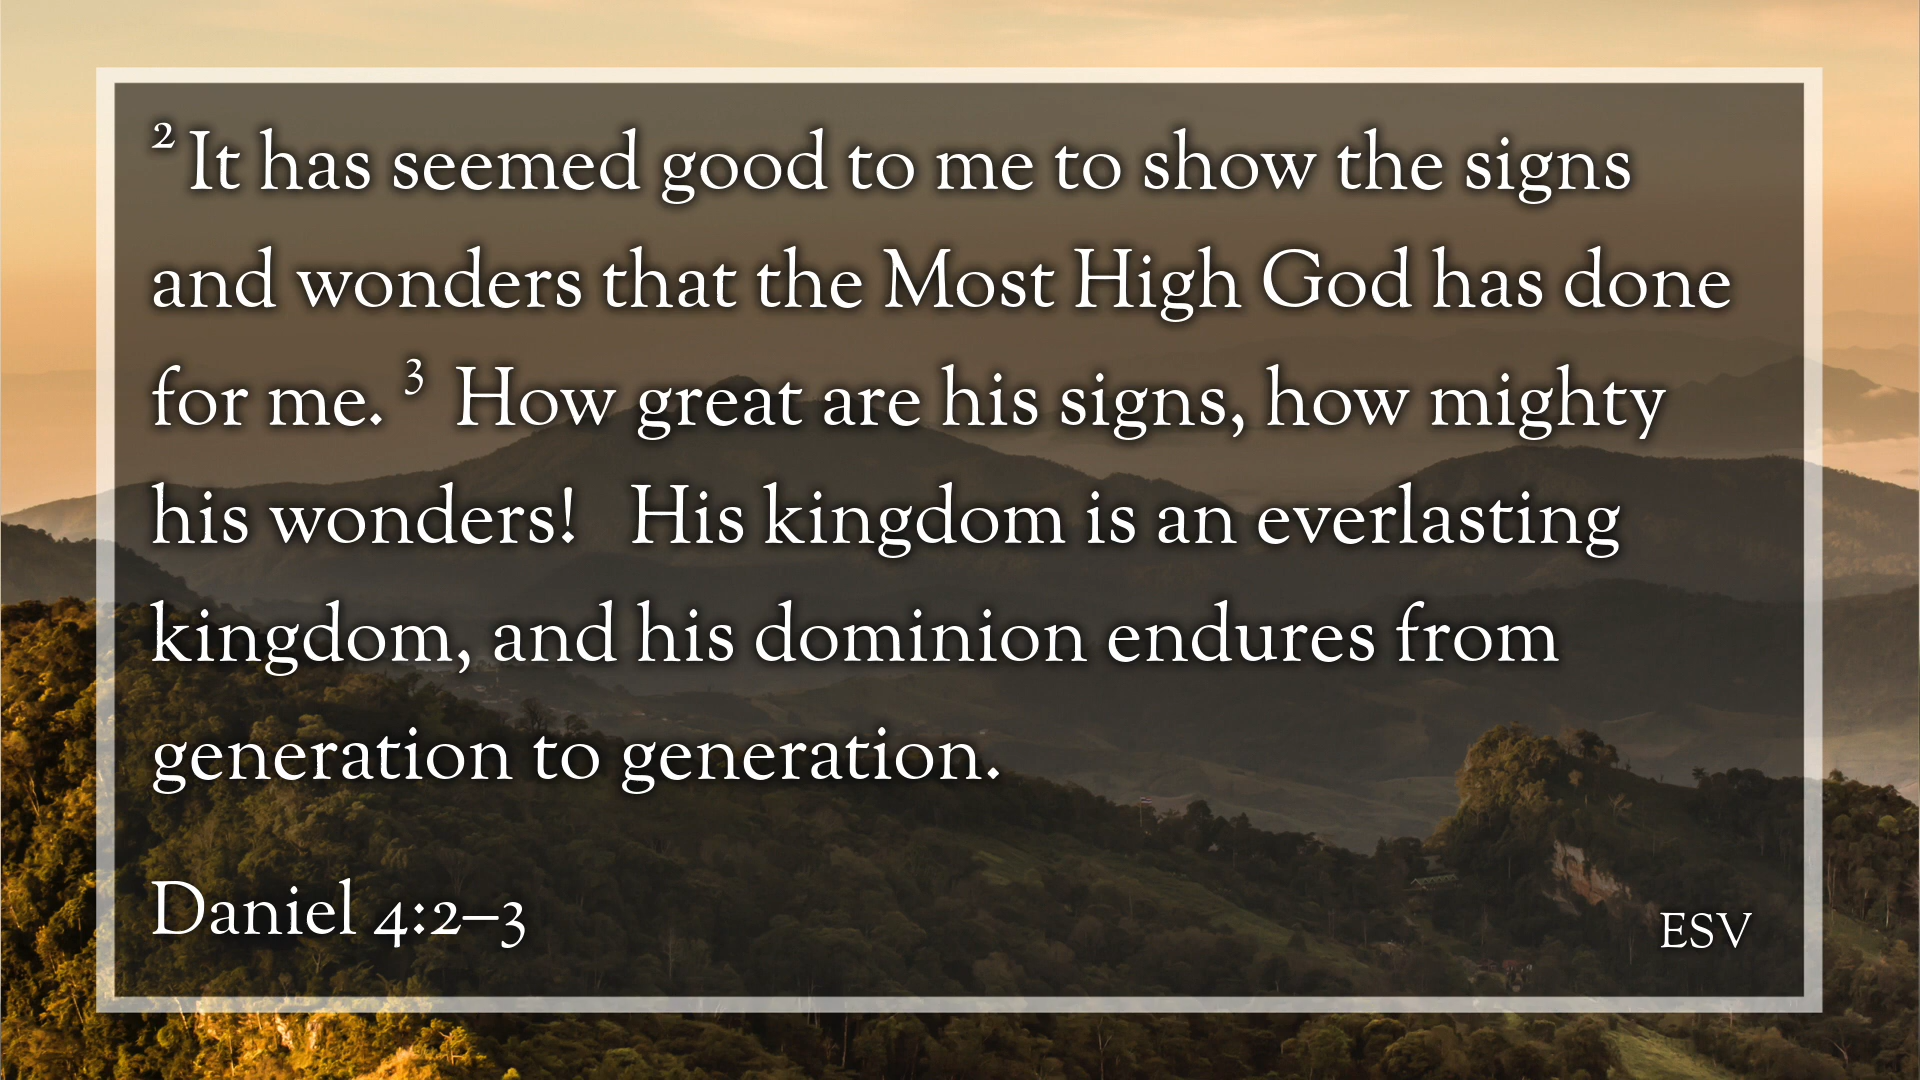 ² It has seemed good to me to show the signs
and wonders that the Most High God has done
for me. ³ How great are his signs, how mighty
his wonders! His kingdom is an everlasting
kingdom, and his dominion endures from
generation to generation.
Daniel 4:2–3
ESV